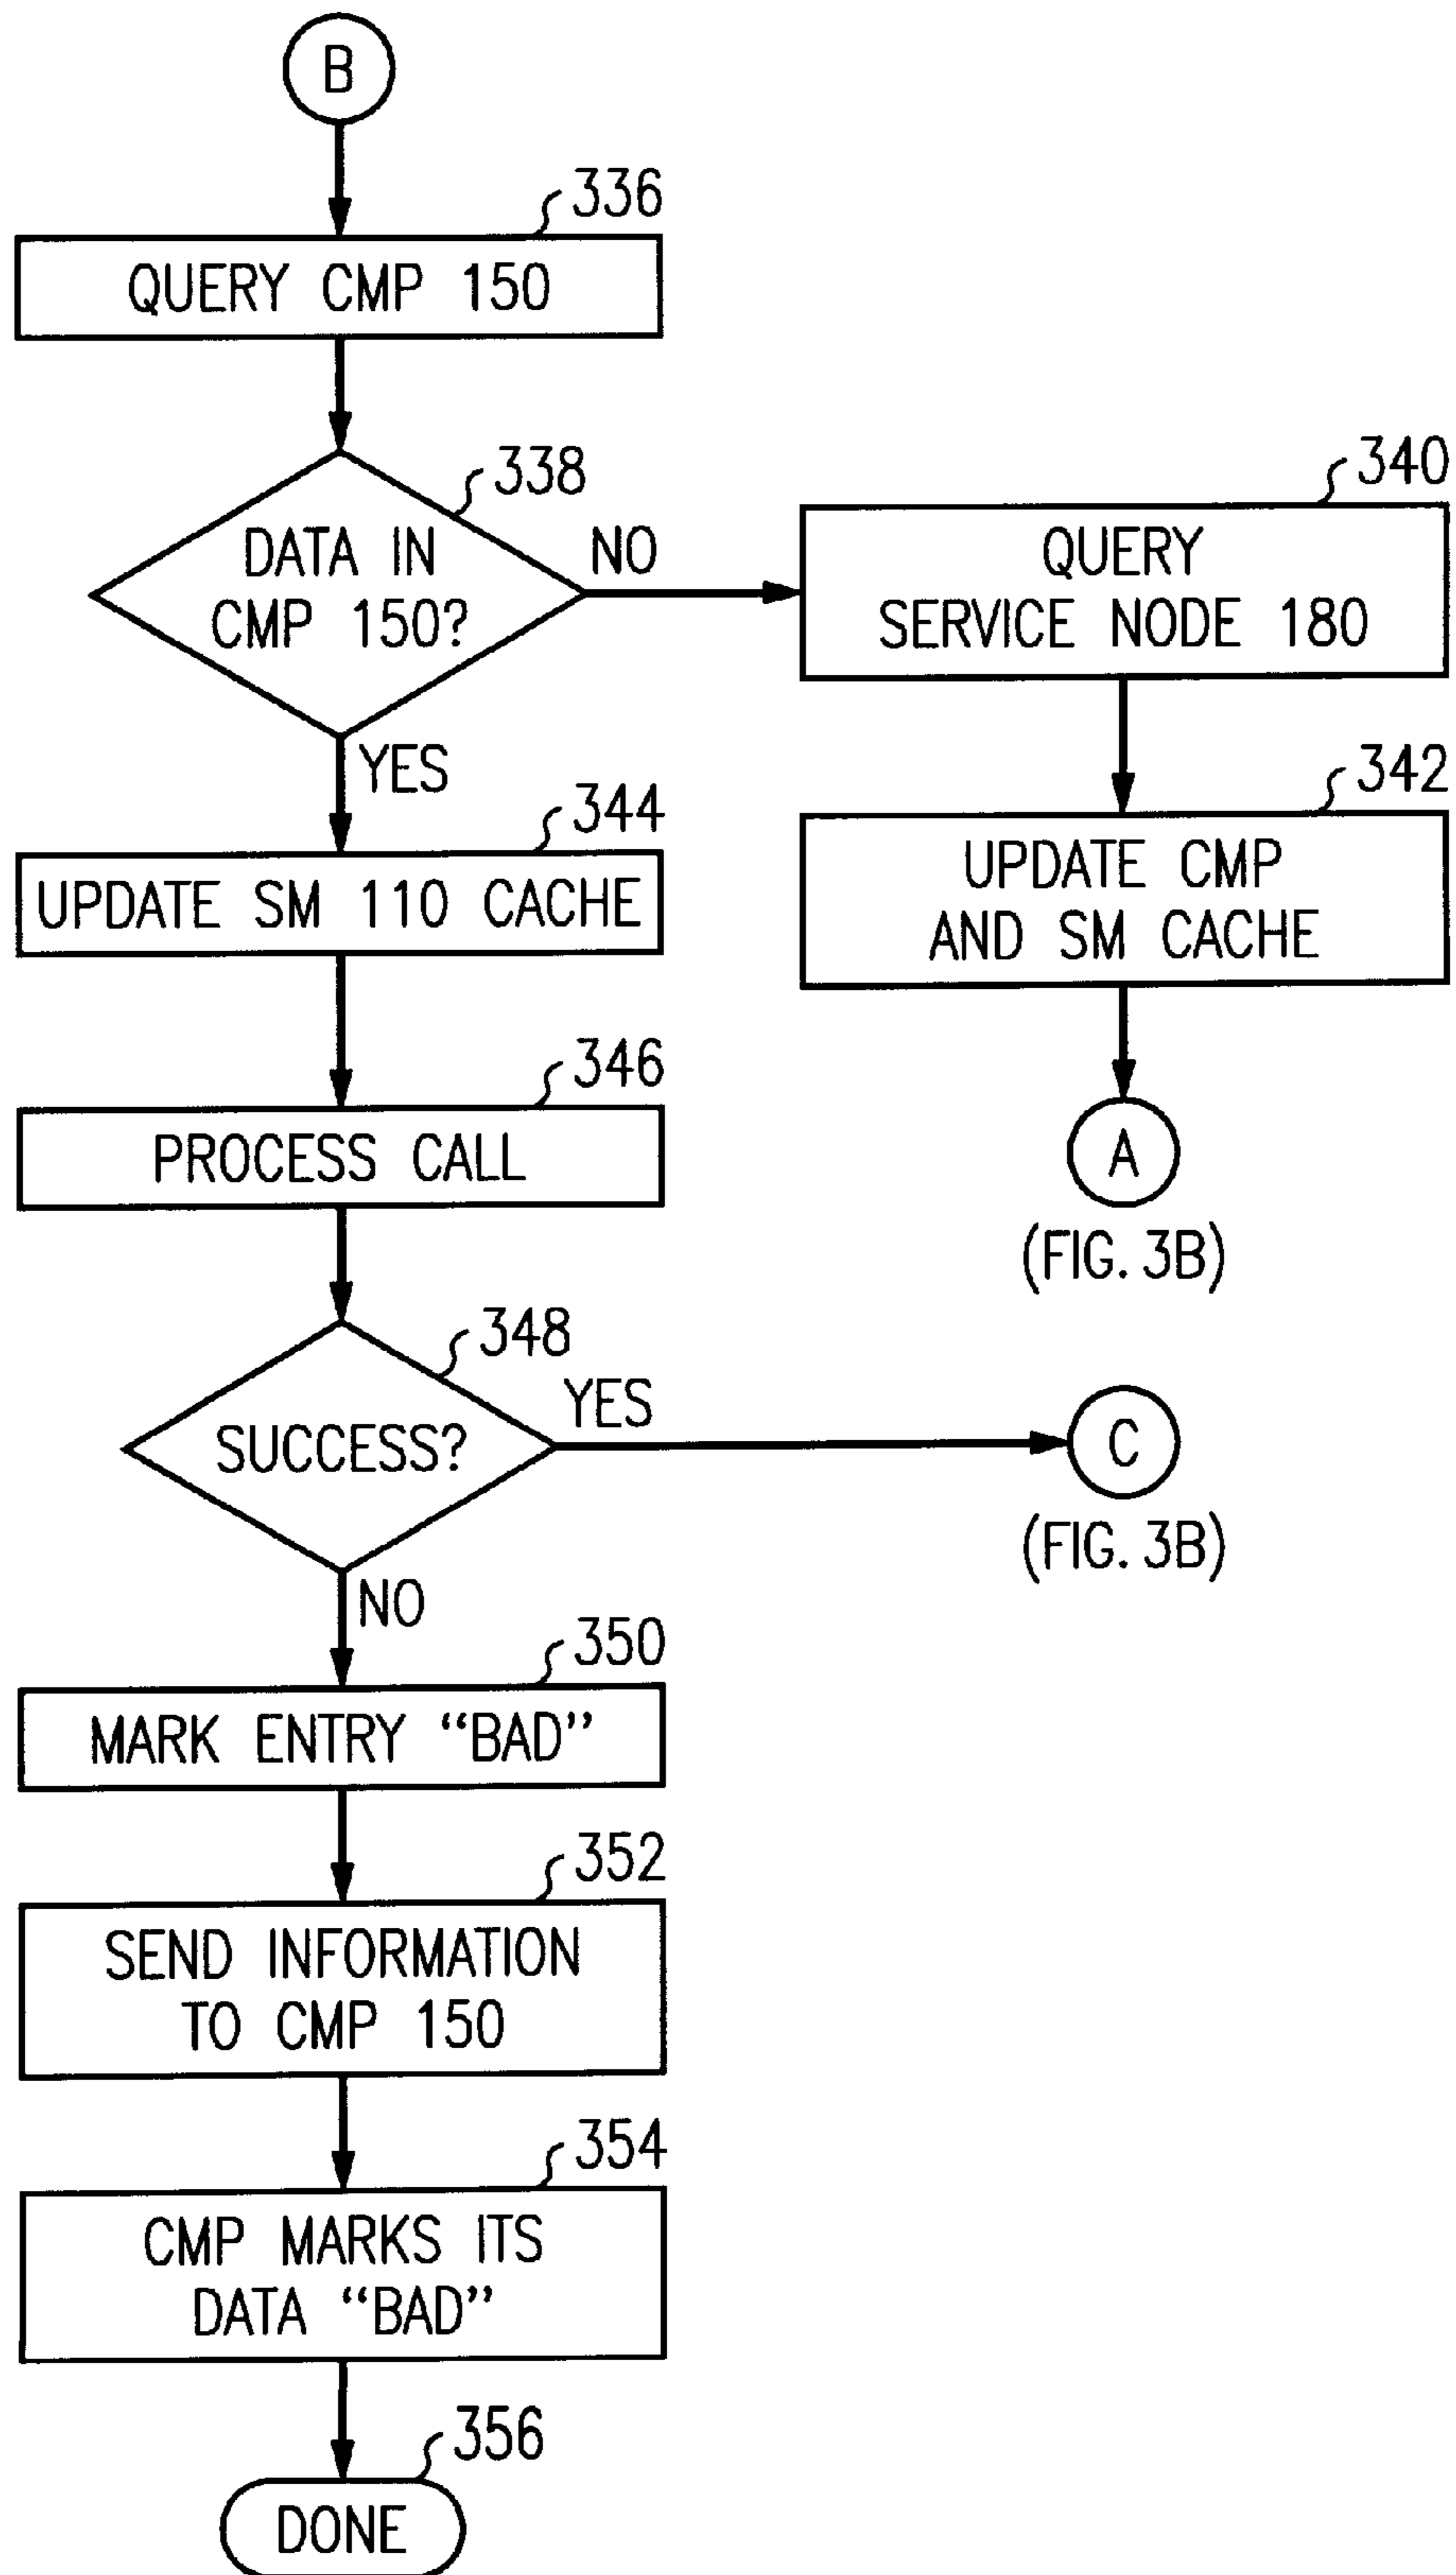 B
336
QUERY CMP 150
338
DATA IN
CMP 150?
NO
340
QUERY
SERVICE NODE 180
YES
342
UPDATE CMP
AND SM CACHE
344
UPDATE SM 110 CACHE
346
PROCESS CALL
A
(FIG. 3B)
348
SUCCESS?
YES
C
(FIG. 3B)
NO
350
MARK ENTRY “BAD”
352
SEND INFORMATION
TO CMP 150
354
CMP MARKS ITS
DATA “BAD”
356
DONE